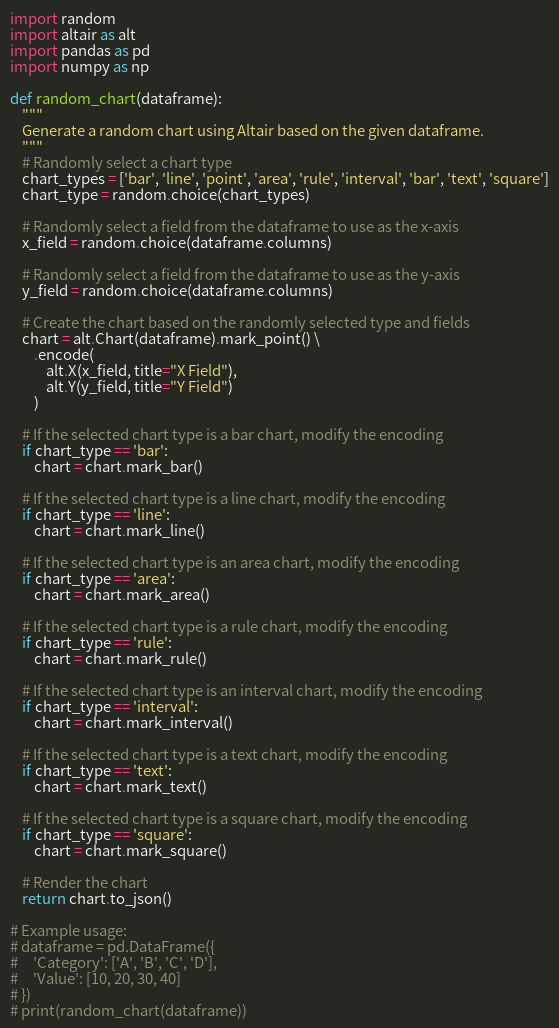 import random
import altair as alt
import pandas as pd
import numpy as np

def random_chart(dataframe):
    """
    Generate a random chart using Altair based on the given dataframe.
    """
    # Randomly select a chart type
    chart_types = ['bar', 'line', 'point', 'area', 'rule', 'interval', 'bar', 'text', 'square']
    chart_type = random.choice(chart_types)

    # Randomly select a field from the dataframe to use as the x-axis
    x_field = random.choice(dataframe.columns)

    # Randomly select a field from the dataframe to use as the y-axis
    y_field = random.choice(dataframe.columns)

    # Create the chart based on the randomly selected type and fields
    chart = alt.Chart(dataframe).mark_point() \
        .encode(
            alt.X(x_field, title="X Field"),
            alt.Y(y_field, title="Y Field")
        )

    # If the selected chart type is a bar chart, modify the encoding
    if chart_type == 'bar':
        chart = chart.mark_bar()

    # If the selected chart type is a line chart, modify the encoding
    if chart_type == 'line':
        chart = chart.mark_line()

    # If the selected chart type is an area chart, modify the encoding
    if chart_type == 'area':
        chart = chart.mark_area()

    # If the selected chart type is a rule chart, modify the encoding
    if chart_type == 'rule':
        chart = chart.mark_rule()

    # If the selected chart type is an interval chart, modify the encoding
    if chart_type == 'interval':
        chart = chart.mark_interval()

    # If the selected chart type is a text chart, modify the encoding
    if chart_type == 'text':
        chart = chart.mark_text()

    # If the selected chart type is a square chart, modify the encoding
    if chart_type == 'square':
        chart = chart.mark_square()

    # Render the chart
    return chart.to_json()

# Example usage:
# dataframe = pd.DataFrame({
#     'Category': ['A', 'B', 'C', 'D'],
#     'Value': [10, 20, 30, 40]
# })
# print(random_chart(dataframe))